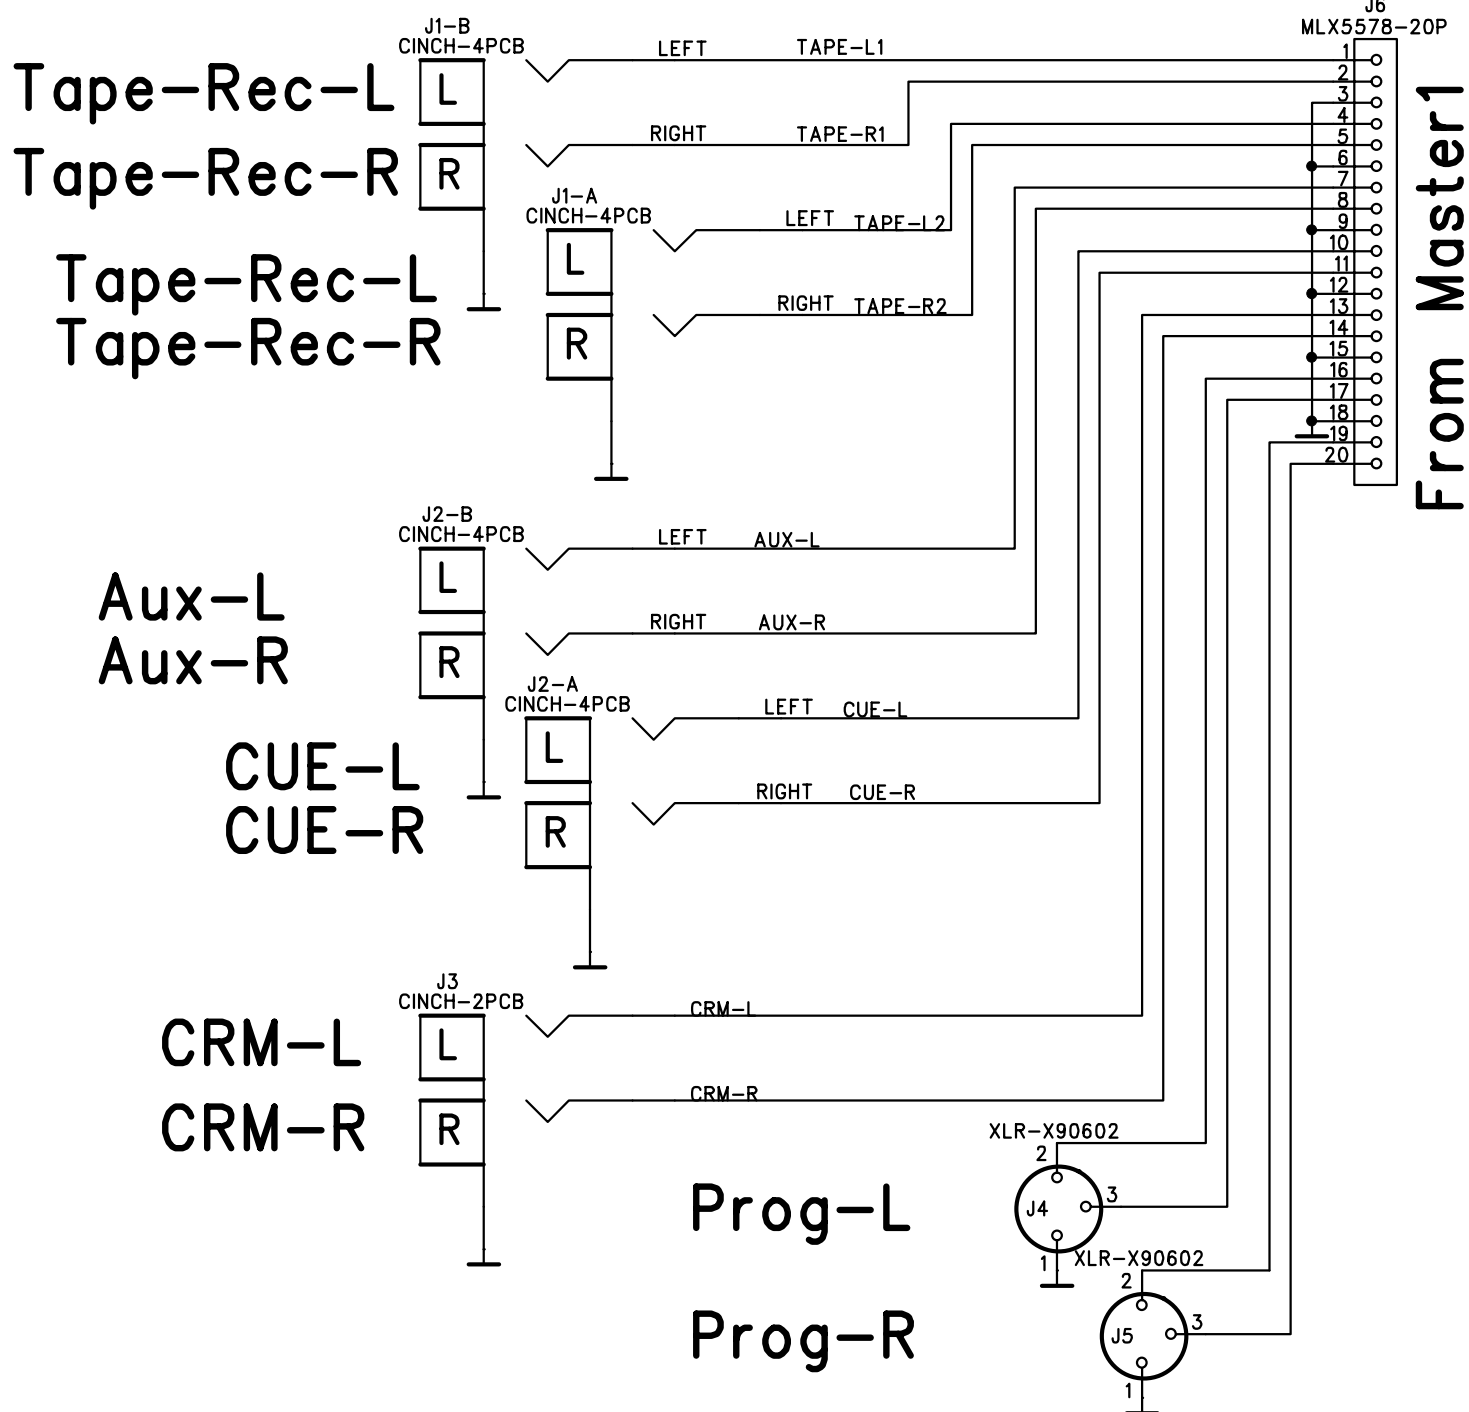 J6
MLX5578-20P
J1-B
CINCH-4PCB
LEFT TAPE-L1
Tape-Rec-L
L
RIGHT TAPE-R1
Tape-Rec-R
R
J1-A
CINCH-4PCB
LEFT TAPE-L2
Tape-Rec-L
L
RIGHT TAPE-R2
Tape-Rec-R
R
1
2
3
4
5
6
7
8
9
10
11
12
13
14
15
16
17
18
19
20
From Master1
J2-B
CINCH-4PCB
LEFT AUX-L
Aux-L
L
RIGHT AUX-R
Aux-R
R
J2-A
CINCH-4PCB
LEFT CUE-L
CUE-L
L
RIGHT CUE-R
CUE-R
R
J3
CINCH-2PCB
CRM-L
CRM-L
L
CRM-R
CRM-R
R
XLR-X90602
2
Prog-L
J4
3
1
XLR-X90602
2
Prog-R
J5
3
1